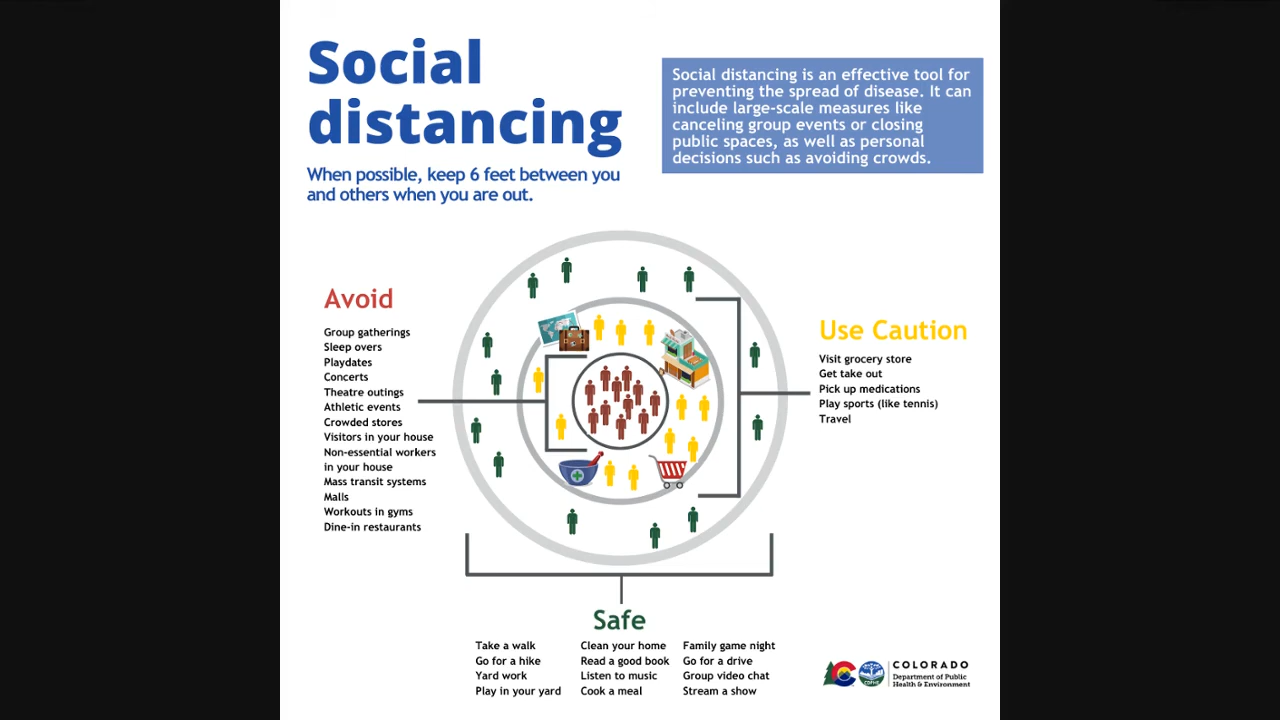 Social
distancing
When possible, keep 6 feet between you
and others when you are out.
Social distancing is an effective tool for
preventing the spread of disease. It can
include large-scale measures like
canceling group events or closing
public spaces, as well as personal
decisions such as avoiding crowds.
Avoid
Group gatherings
Sleep overs
Playdates
Concerts
Theatre outings
Athletic events
Crowded stores
Visitors in your house
Non-essential workers
in your house
Mass transit systems
Malls
Workouts in gyms
Dine-in restaurants
Use Caution
Visit grocery store
Get take out
Pick up medications
Play sports (like tennis)
Travel
Safe
Take a walk
Go for a hike
Yard work
Play in your yard
Clean your home
Read a good book
Listen to music
Cook a meal
Family game night
Go for a drive
Group video chat
Stream a show
COLORADO
Department of Public
Health & Environment